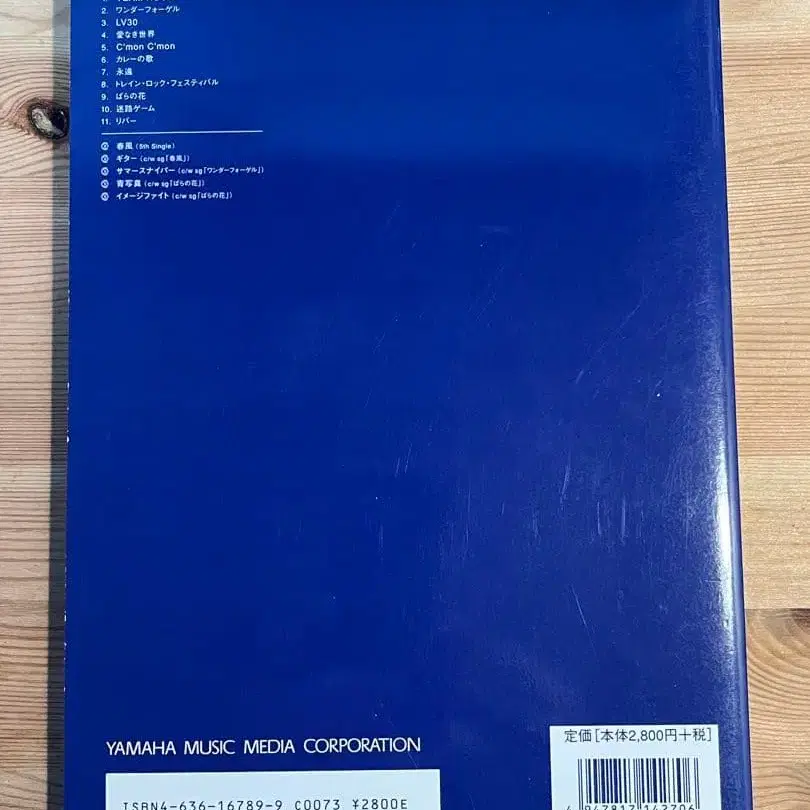 2. ワンダーフォーゲル
3. LV30
4. 愛なき世界
5. C'mon C'mon
6. カレーの歌
7. 永遠
8. トレイン・ロック・フェスティバル
9. ばらの花
10. 迷路ゲーム
11. リバー
春風 (5th Single)
ギター (c/w sg「春風」)
サマースナイパー (c/w sg「ワンダーフォーゲル」)
青写真 (c/w sg「ばらの花」)
イメージファイト (c/w sg「ばらの花」)
YAMAHA MUSIC MEDIA CORPORATION
定価[本体2,800円+税]
ISBN4-636-16789-9 C0073 ¥2800E